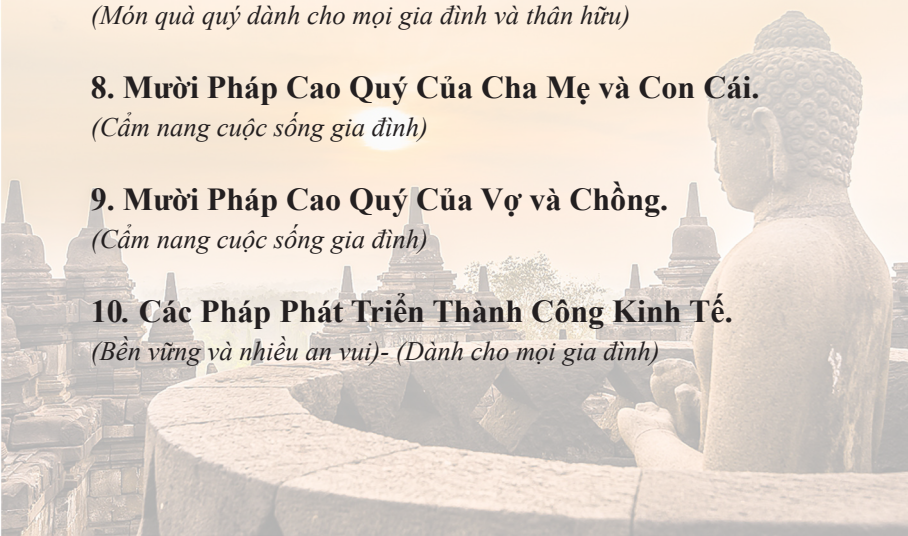 (Món quà quý dành cho mọi gia đình và thân hữu)
8. Mười Pháp Cao Quý Của Cha Mẹ và Con Cái.
(Cẩm nang cuộc sống gia đình)
9. Mười Pháp Cao Quý Của Vợ và Chồng.
(Cẩm nang cuộc sống gia đình)
10. Các Pháp Phát Triển Thành Công Kinh Tế.
(Bền vững và nhiều an vui)- (Dành cho mọi gia đình)